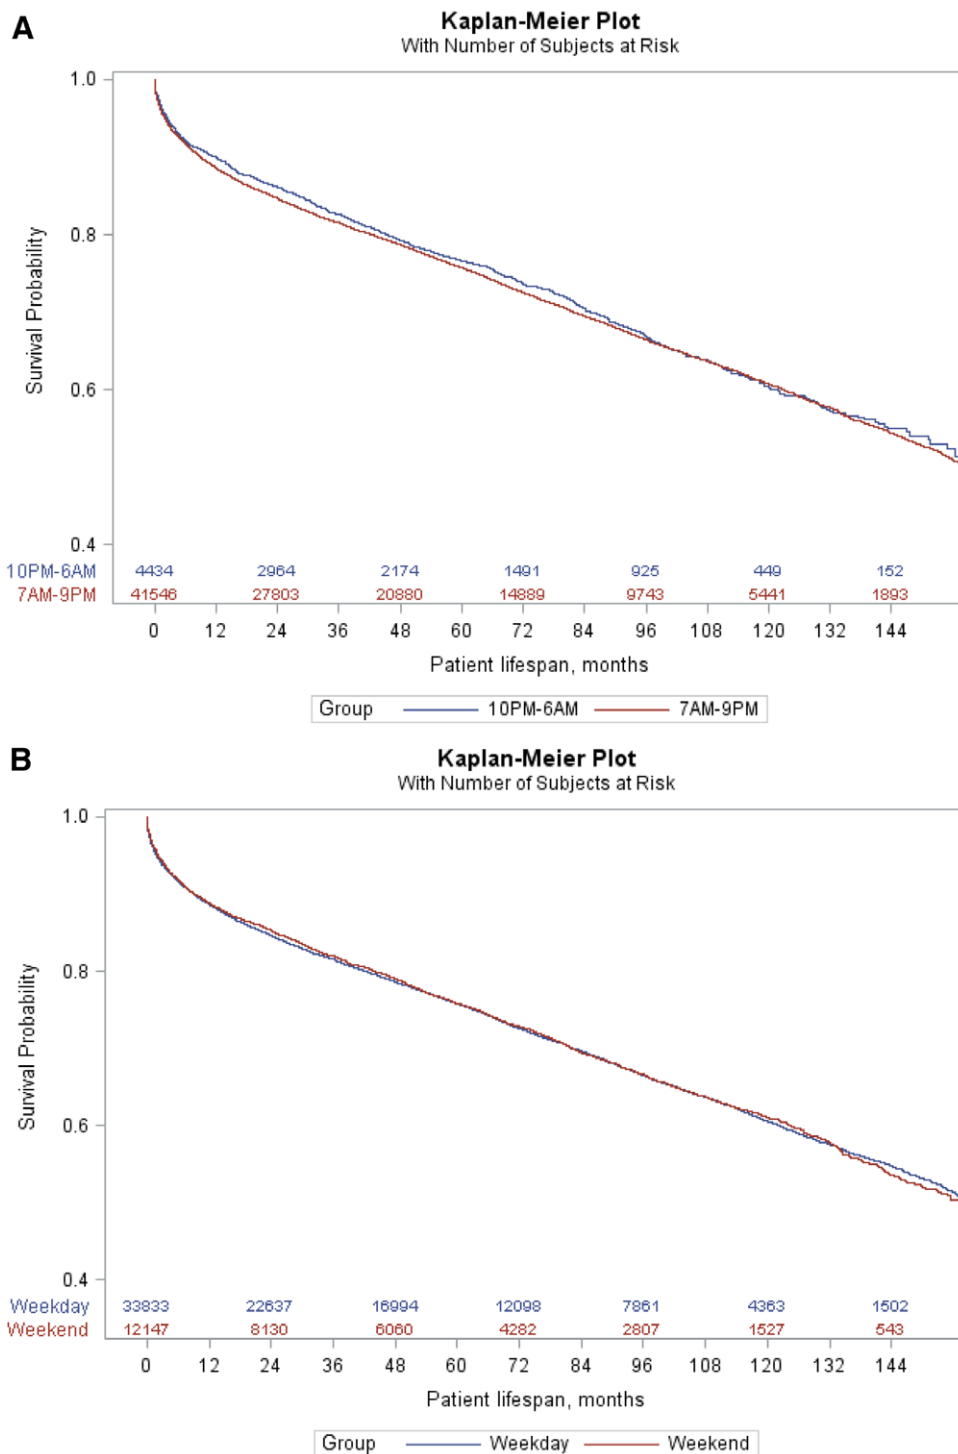 A
Kaplan-Meier Plot
With Number of Subjects at Risk
1.0
0.8
0.6
0.4
Survival Probability
10PM-6AM 4434 2964 2174 1491 925 449 152
7AM-9PM 41546 27803 20880 14889 9743 5441 1893
0 12 24 36 48 60 72 84 96 108 120 132 144
Patient lifespan, months
Group 10PM-6AM 7AM-9PM
B
Kaplan-Meier Plot
With Number of Subjects at Risk
1.0
0.8
0.6
0.4
Survival Probability
Weekday 33833 22637 16994 12098 7861 4363 1502
Weekend 12147 8130 6060 4282 2807 1527 543
0 12 24 36 48 60 72 84 96 108 120 132 144
Patient lifespan, months
Group Weekday Weekend